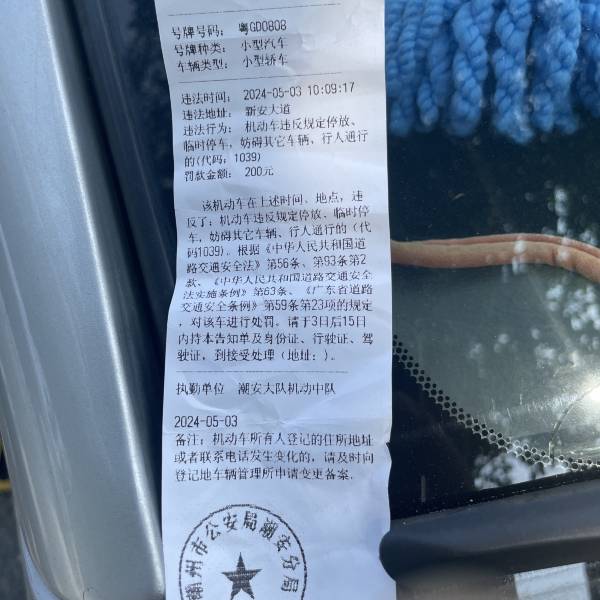 号牌号码： 粤GD0808
号牌种类： 小型汽车
车辆类型： 小型轿车
违法时间： 2024-05-03 10:09:17
违法地址： 新安大道
违法行为： 机动车违反规定停放、
临时停车，妨碍其它车辆、行人通行
的(代码：1039)
罚款金额： 200元
该机动车在上述时间、地点，违
反了：机动车违反规定停放、临时停
车，妨碍其它车辆、行人通行的（代
码1039）。根据《中华人民共和国道
路交通安全法》第56条、第93条第2
款、《中华人民共和国道路交通安全
法实施条例》第63条、《广东省道路
交通安全条例》第59条第23项的规定
，对该车进行处罚。请于3日后15日
内持本告知单及身份证、行驶证、驾
驶证，到接受处理（地址：）。
执勤单位 潮安大队机动中队
2024-05-03
备注：机动车所有人登记的住所地址
或者联系电话发生变化的，请及时向
登记地车辆管理所申请变更备案.
潮州市公安局潮安分局